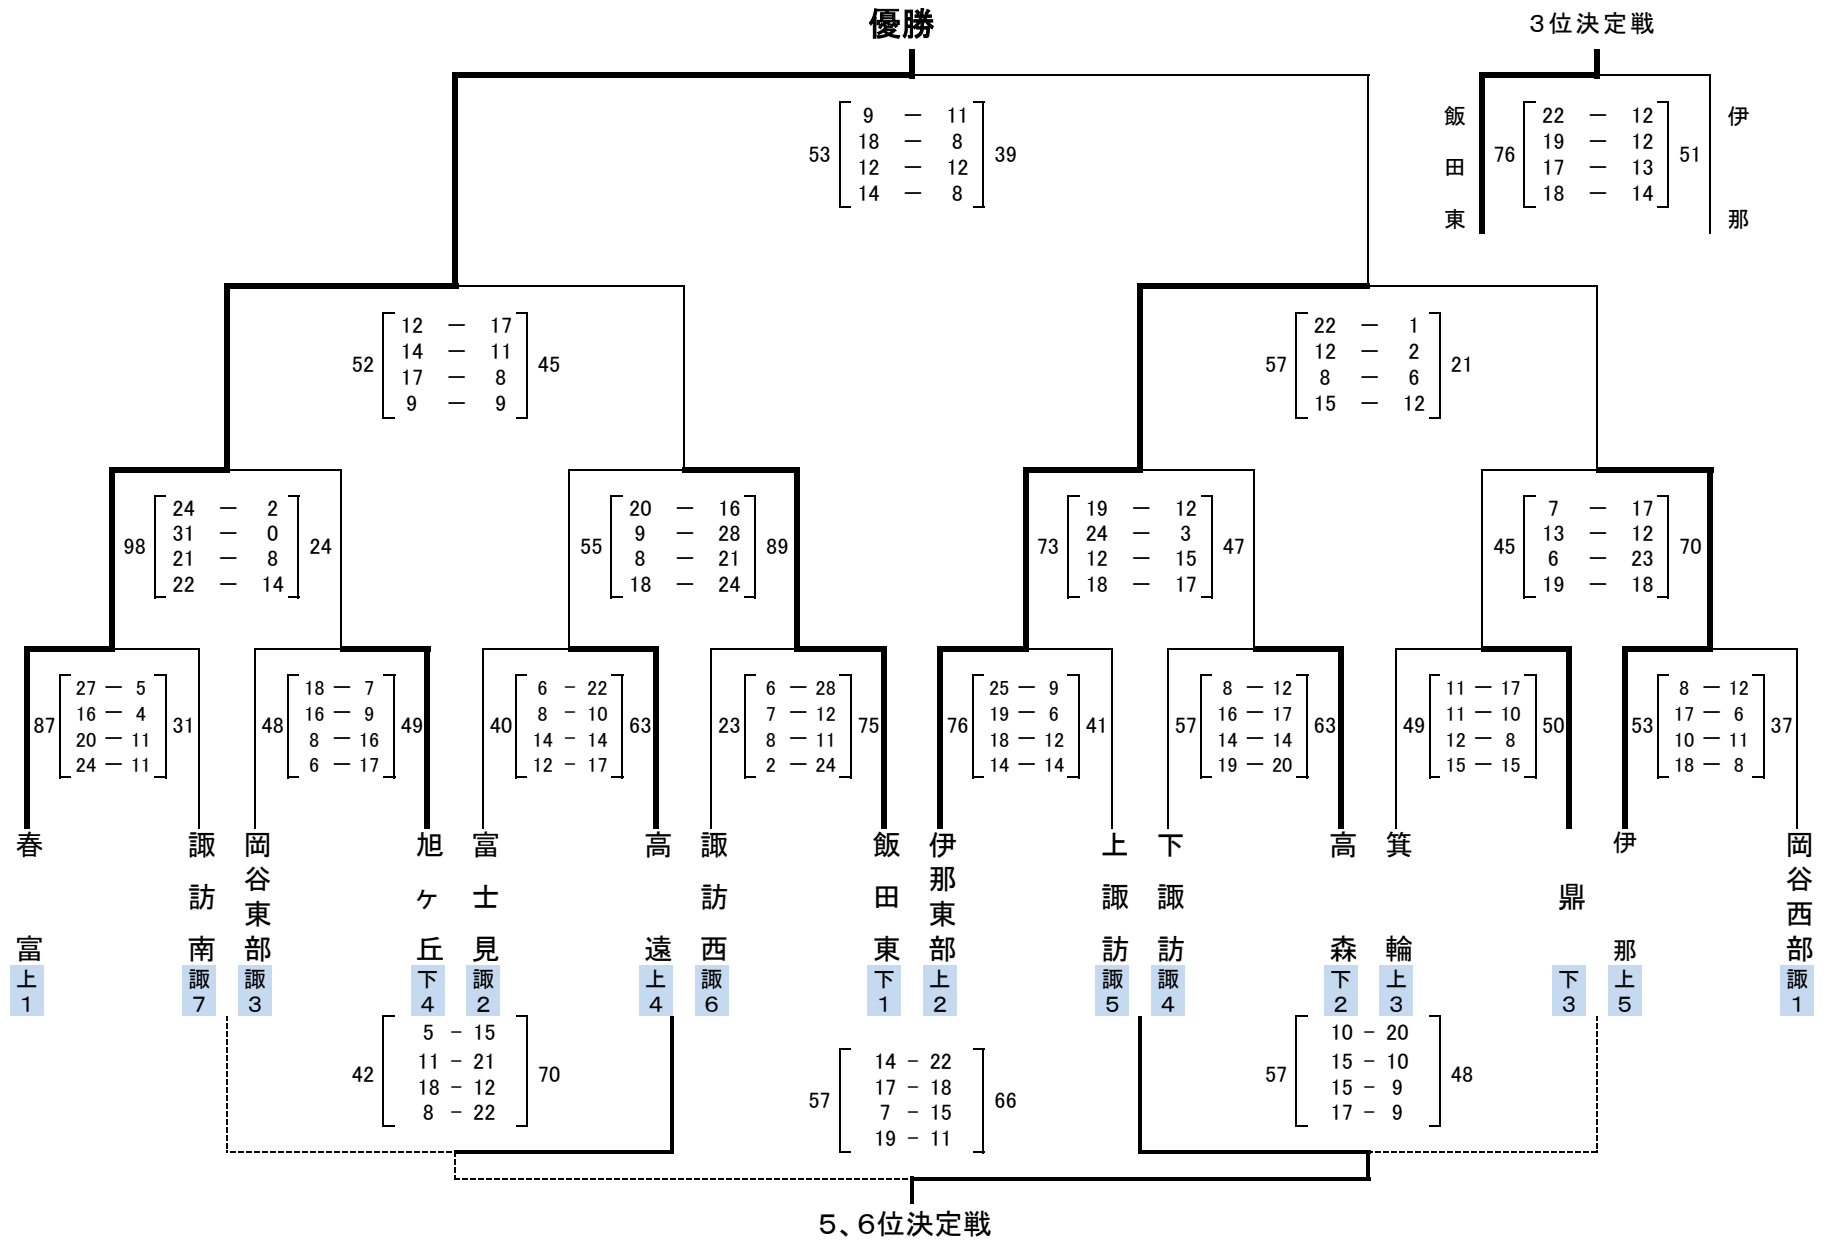 優勝
3位決定戦
53
9 ー 11
18 ー 8
12 ー 12
14 ー 8
39
飯田東
76
22 ー 12
19 ー 12
17 ー 13
18 ー 14
51
伊那
52
12 ー 17
14 ー 11
17 ー 8
9 ー 9
45
57
22 ー 1
12 ー 2
8 ー 6
15 ー 12
21
98
24 ー 2
31 ー 0
21 ー 8
22 ー 14
24
55
20 ー 16
9 ー 28
8 ー 21
18 ー 24
89
73
19 ー 12
24 ー 3
12 ー 15
18 ー 17
47
45
7 ー 17
13 ー 12
6 ー 23
19 ー 18
70
87
27 ー 5
16 ー 4
20 ー 11
24 ー 11
31
48
18 ー 7
16 ー 9
8 ー 16
6 ー 17
49
40
6 - 22
8 - 10
14 - 14
12 - 17
63
23
6 ー 28
7 ー 12
8 ー 11
2 ー 24
75
76
25 ー 9
19 ー 6
18 ー 12
14 ー 14
41
57
8 ー 12
16 ー 17
14 ー 14
19 ー 20
63
49
11 ー 17
11 ー 10
12 ー 8
15 ー 15
50
53
8 ー 12
17 ー 6
10 ー 11
18 ー 8
37
春富
上1
諏訪南
諏7
岡谷東部
諏3
旭ヶ丘
下4
富士見
諏2
高遠
上4
諏訪西
諏6
飯田東
下1
伊那東部
上2
上諏訪
諏5
下諏訪
諏4
高森
下2
箕輪
上3
鼎
下3
伊那
上5
岡谷西部
諏1
42
5 - 15
11 - 21
18 - 12
8 - 22
70
57
14 - 22
17 - 18
7 - 15
19 - 11
66
57
10 - 20
15 - 10
15 - 9
17 - 9
48
5、6位決定戦